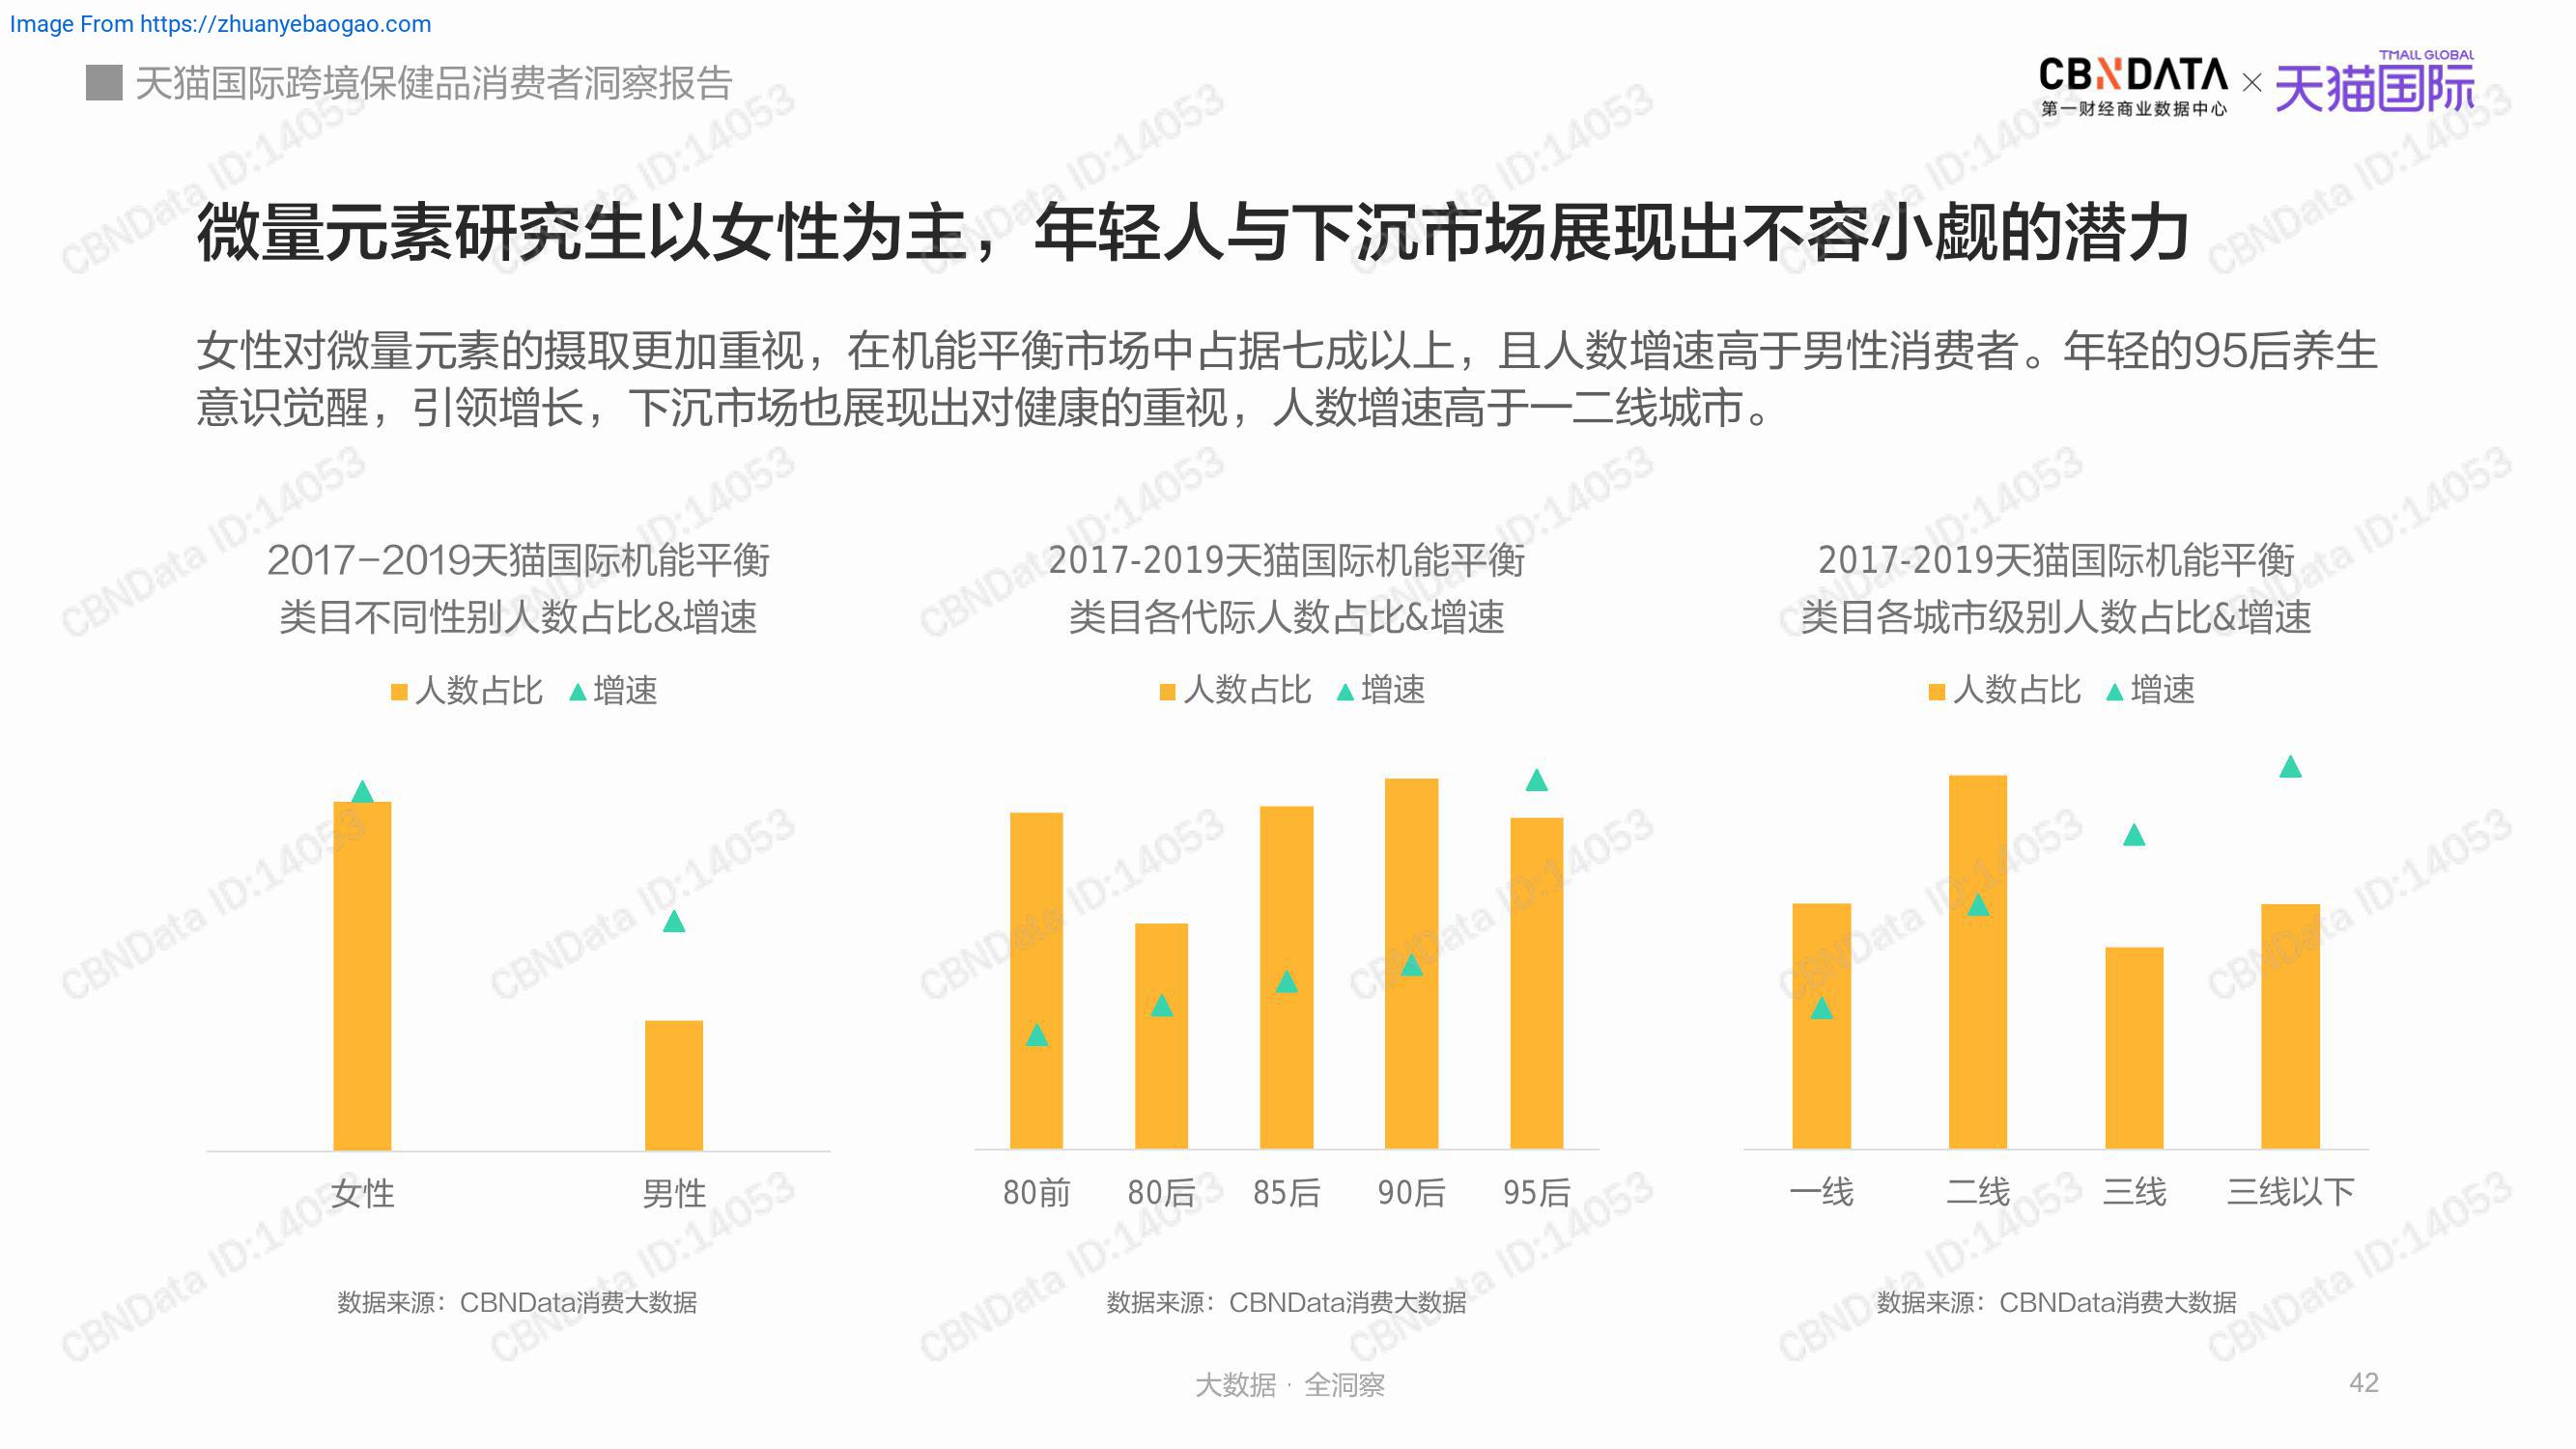 Image From https://zhuanyebaogao.com
天猫国际跨境保健品消费者洞察报告
CBNDATA
第一财经商业数据中心
×
TMALL GLOBAL
天猫国际
微量元素研究生以女性为主，年轻人与下沉市场展现出不容小觑的潜力
女性对微量元素的摄取更加重视，在机能平衡市场中占据七成以上，且人数增速高于男性消费者。年轻的95后养生
意识觉醒，引领增长，下沉市场也展现出对健康的重视，人数增速高于一二线城市。
2017-2019天猫国际机能平衡
类目不同性别人数占比&增速
人数占比 增速
女性 男性
数据来源：CBNData消费大数据
2017-2019天猫国际机能平衡
类目各代际人数占比&增速
人数占比 增速
80前 80后 85后 90后 95后
数据来源：CBNData消费大数据
2017-2019天猫国际机能平衡
类目各城市级别人数占比&增速
人数占比 增速
一线 二线 三线 三线以下
数据来源：CBNData消费大数据
大数据 · 全洞察
42
CBNData ID:14053